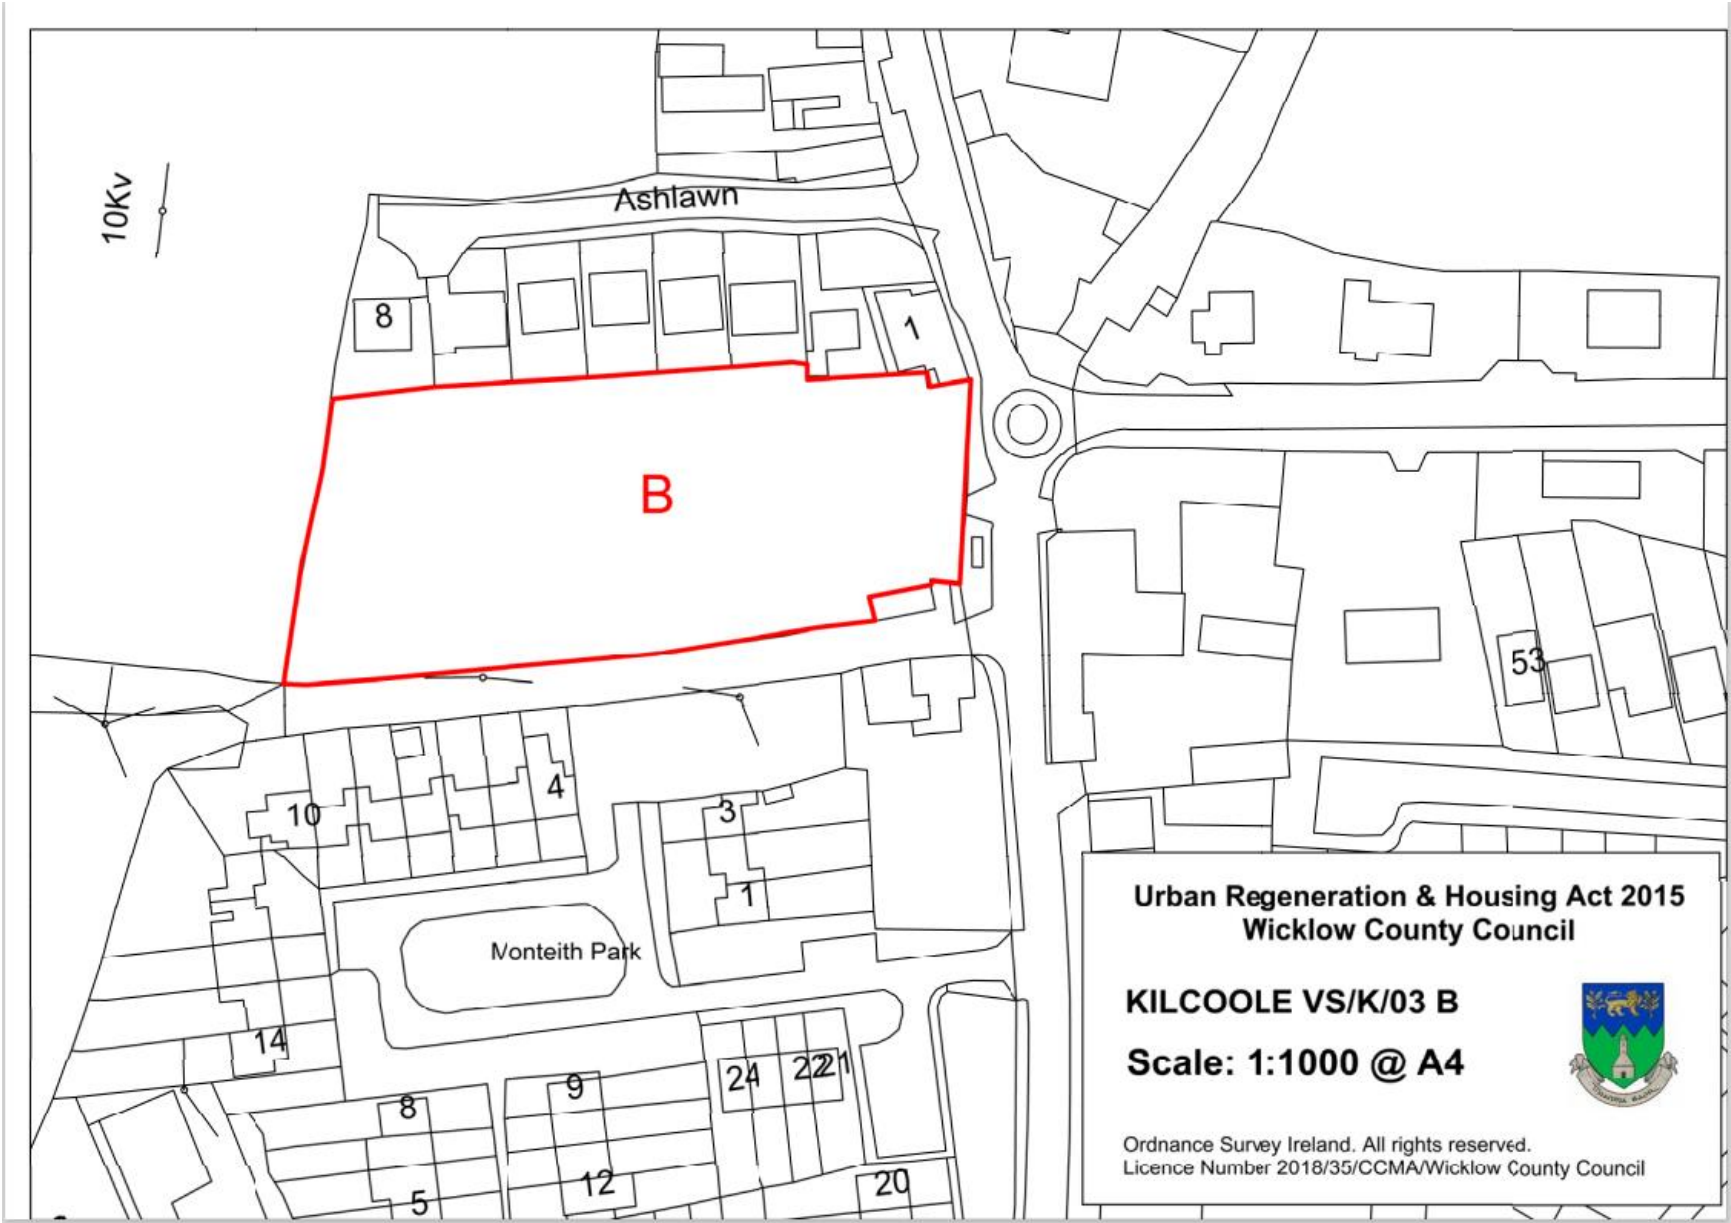 10Kv
Ashlawn
8
1
B
53
10
4
3
1
Monteith Park
14
24
22
21
9
8
12
20
5
Urban Regeneration & Housing Act 2015
Wicklow County Council
KILCOOLE VS/K/03 B
Scale: 1:1000 @ A4
Ordnance Survey Ireland. All rights reserved.
Licence Number 2018/35/CCMA/Wicklow County Council